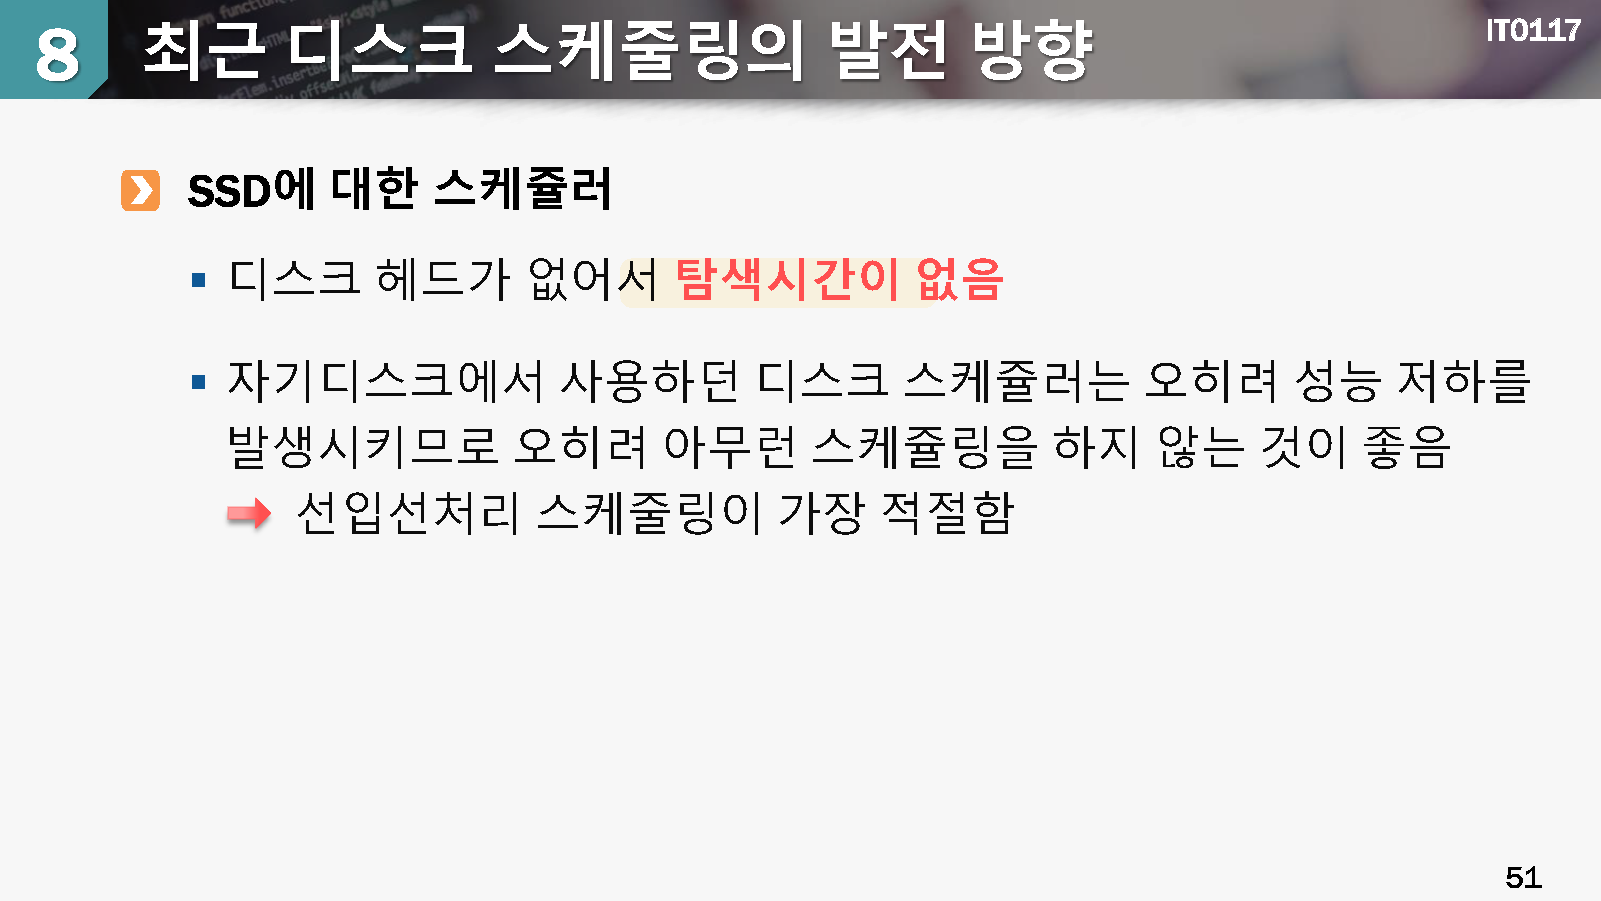 8 최근 디스크 스케줄링의 발전 방향
IT0117
SSD에 대한 스케쥴러
디스크 헤드가 없어서 탐색시간이 없음
자기디스크에서 사용하던 디스크 스케쥴러는 오히려 성능 저하를
발생시키므로 오히려 아무런 스케쥴링을 하지 않는 것이 좋음
➡ 선입선처리 스케줄링이 가장 적절함
51